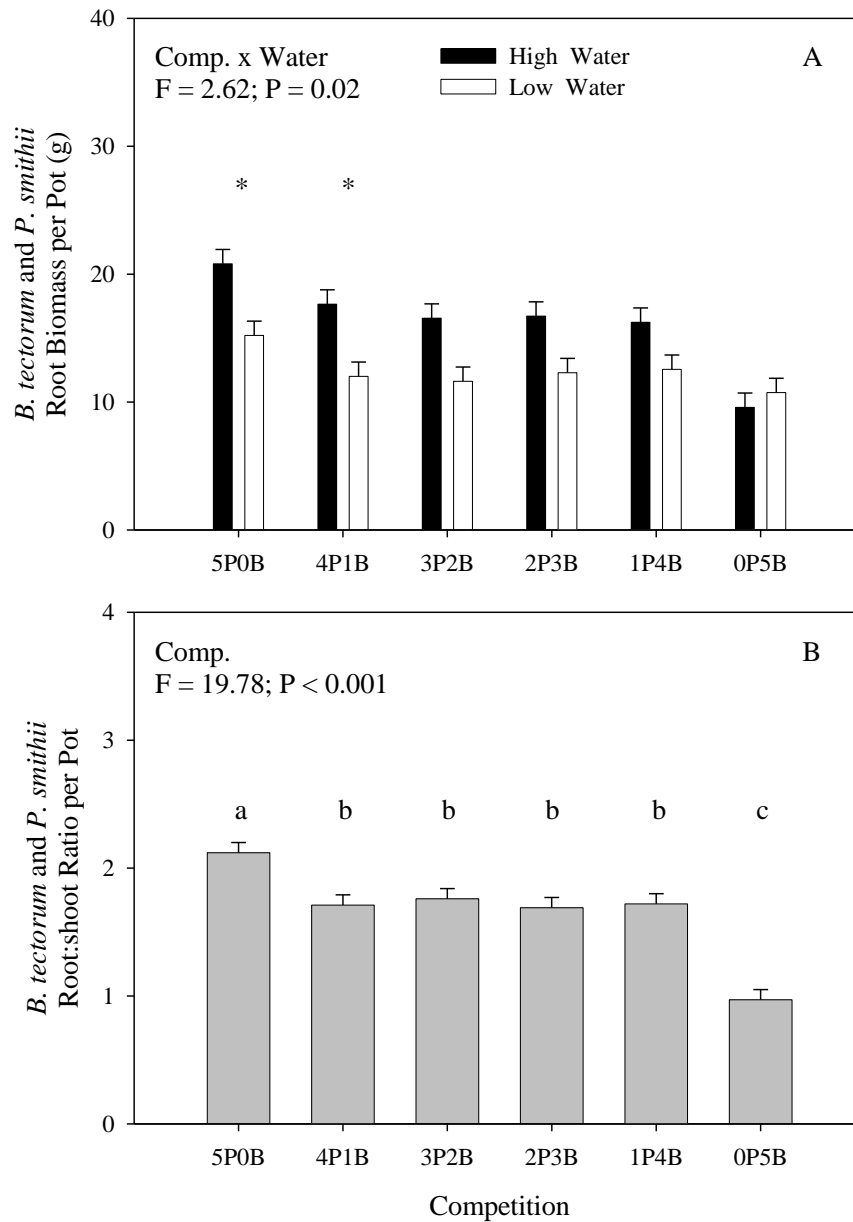 40
30
20
10
0
B. tectorum and P. smithii
Root Biomass per Pot (g)
Comp. x Water
F = 2.62; P = 0.02
High Water
Low Water
A
* *
5P0B 4P1B 3P2B 2P3B 1P4B 0P5B
4
3
2
1
0
B. tectorum and P. smithii
Root:shoot Ratio per Pot
Comp.
F = 19.78; P < 0.001
B
a b b b b c
5P0B 4P1B 3P2B 2P3B 1P4B 0P5B
Competition